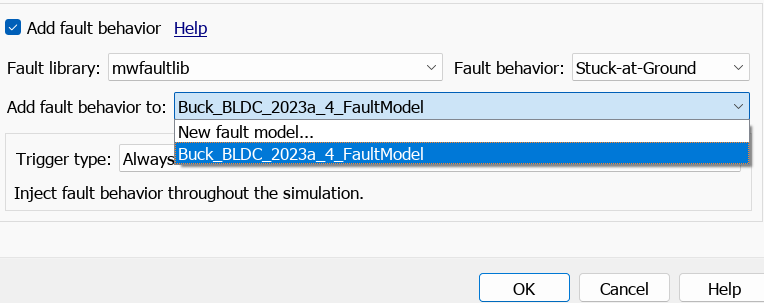 Add fault behavior Help
Fault library: mwfaultlib Fault behavior: Stuck-at-Ground
Add fault behavior to: Buck_BLDC_2023a_4_FaultModel
New fault model...
Buck_BLDC_2023a_4_FaultModel
Trigger type: Always
Inject fault behavior throughout the simulation.
OK Cancel Help